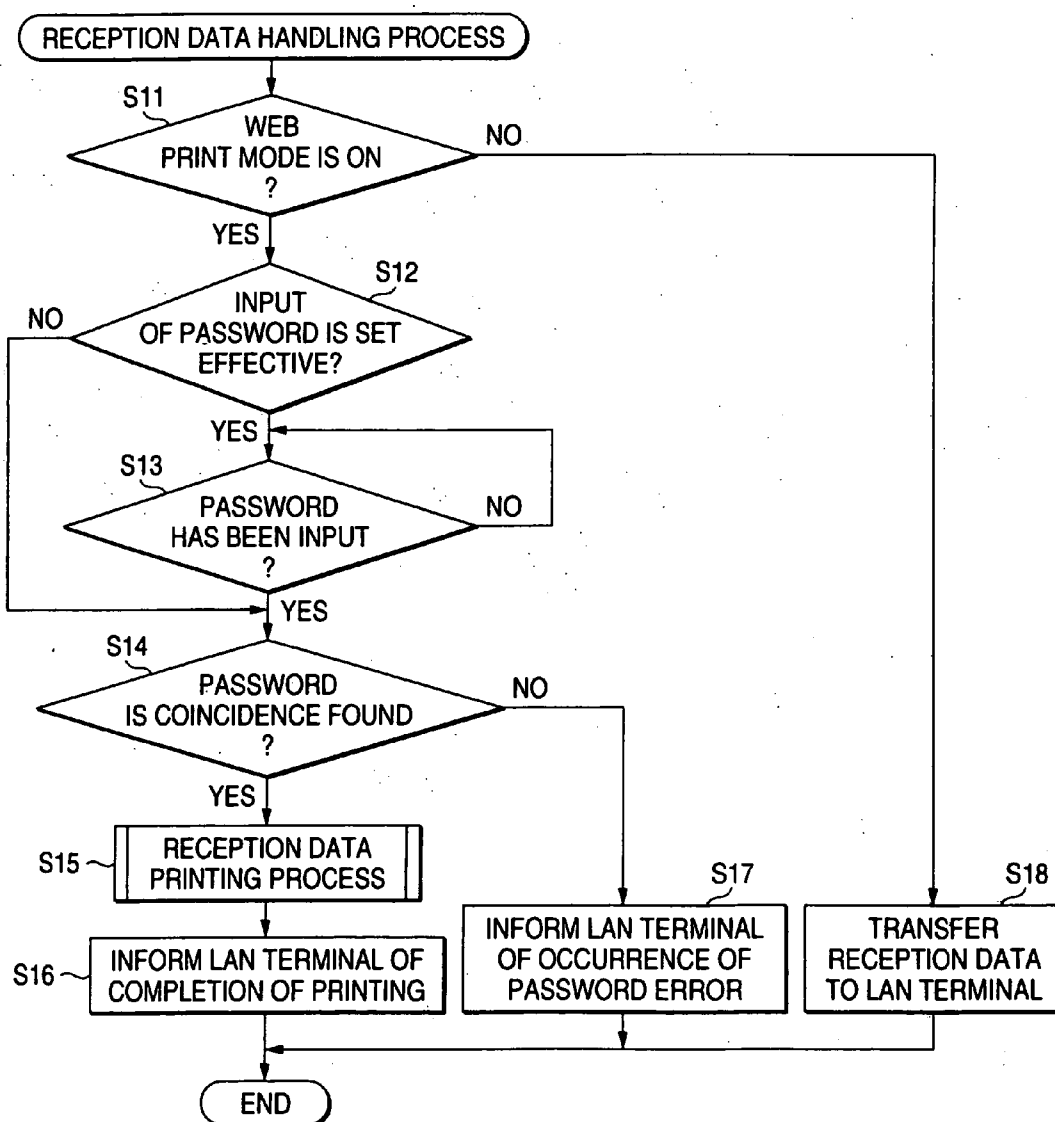 RECEPTION DATA HANDLING PROCESS
S11
WEB
PRINT MODE IS ON
?
NO
YES
S12
INPUT
OF PASSWORD IS SET
EFFECTIVE?
NO
YES
S13
PASSWORD
HAS BEEN INPUT
?
NO
YES
S14
PASSWORD
IS COINCIDENCE FOUND
?
NO
YES
S15
RECEPTION DATA
PRINTING PROCESS
S16
INFORM LAN TERMINAL OF
COMPLETION OF PRINTING
S17
INFORM LAN TERMINAL
OF OCCURRENCE OF
PASSWORD ERROR
S18
TRANSFER
RECEPTION DATA
TO LAN TERMINAL
END